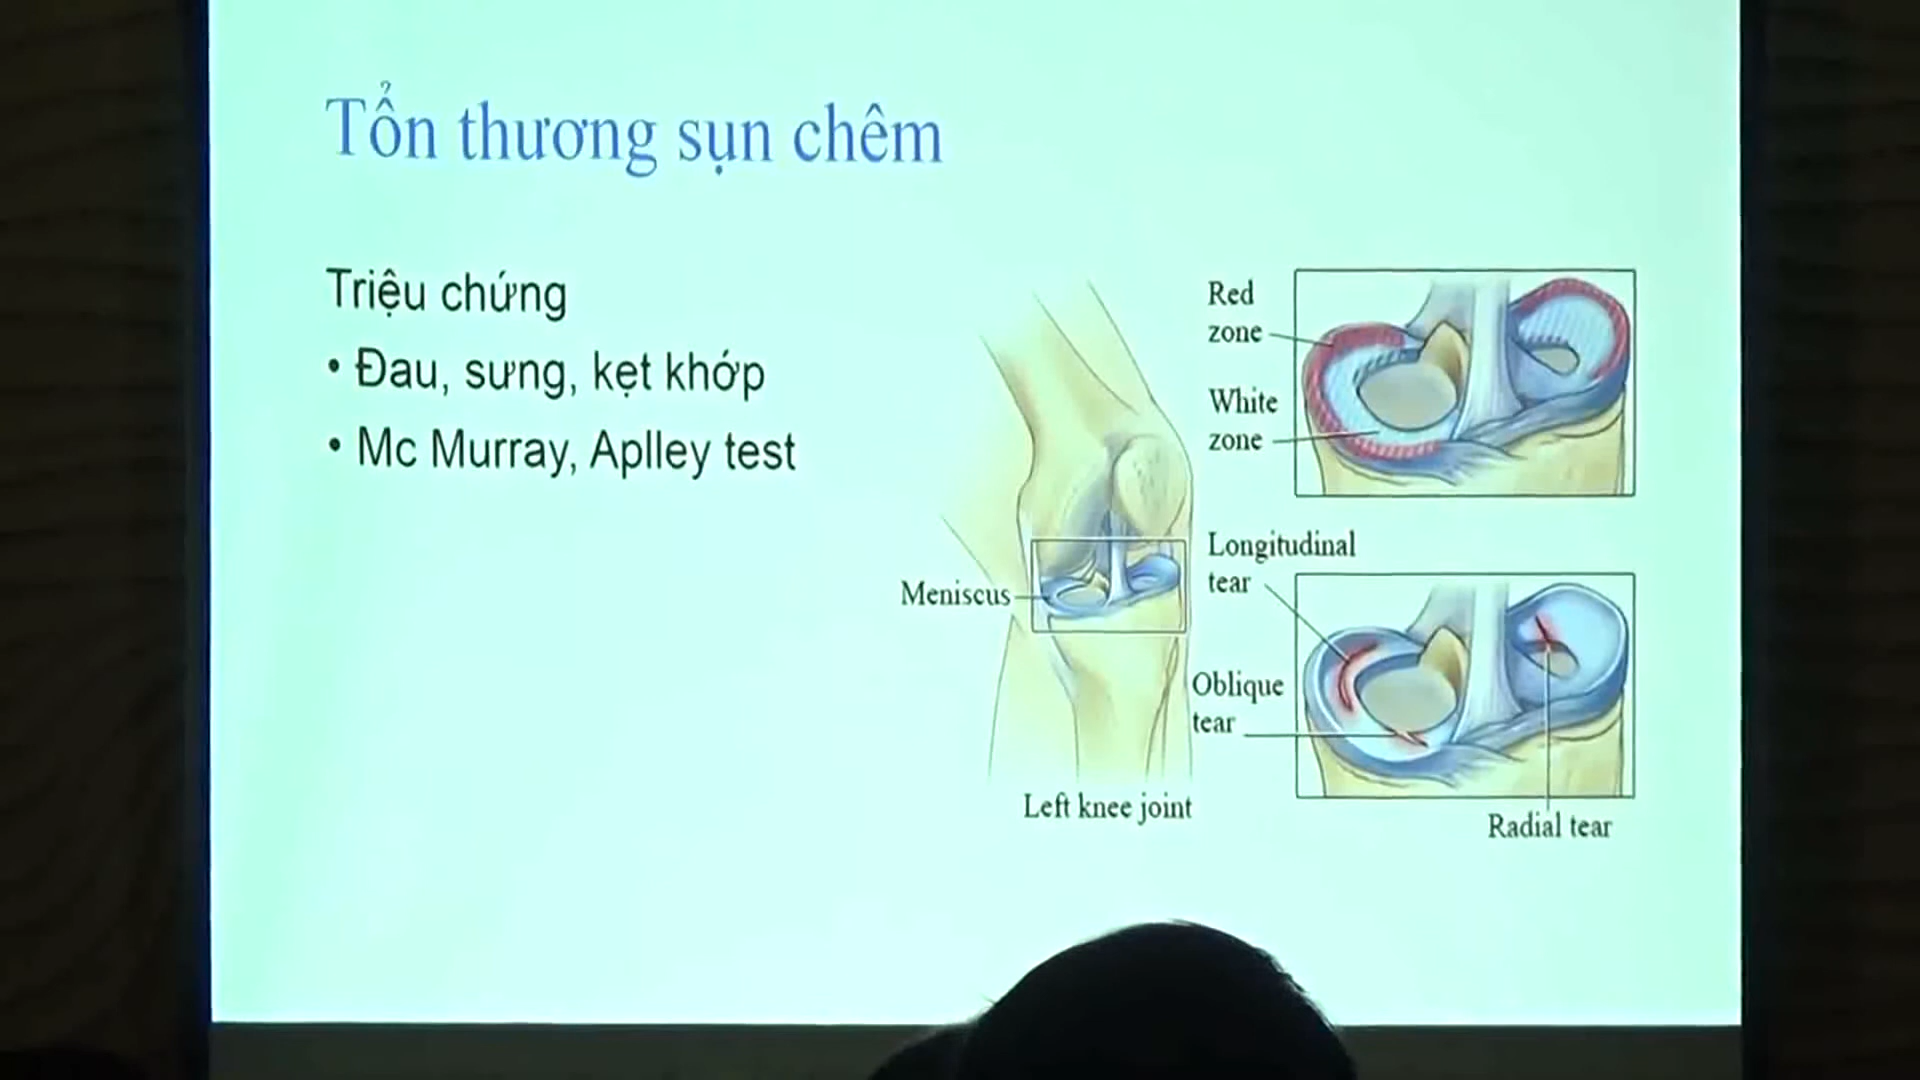 Tổn thương sụn chêm
Triệu chứng
• Đau, sưng, kẹt khớp
• Mc Murray, Aplley test
Meniscus
Left knee joint
Red
zone
White
zone
Longitudinal
tear
Oblique
tear
Radial tear